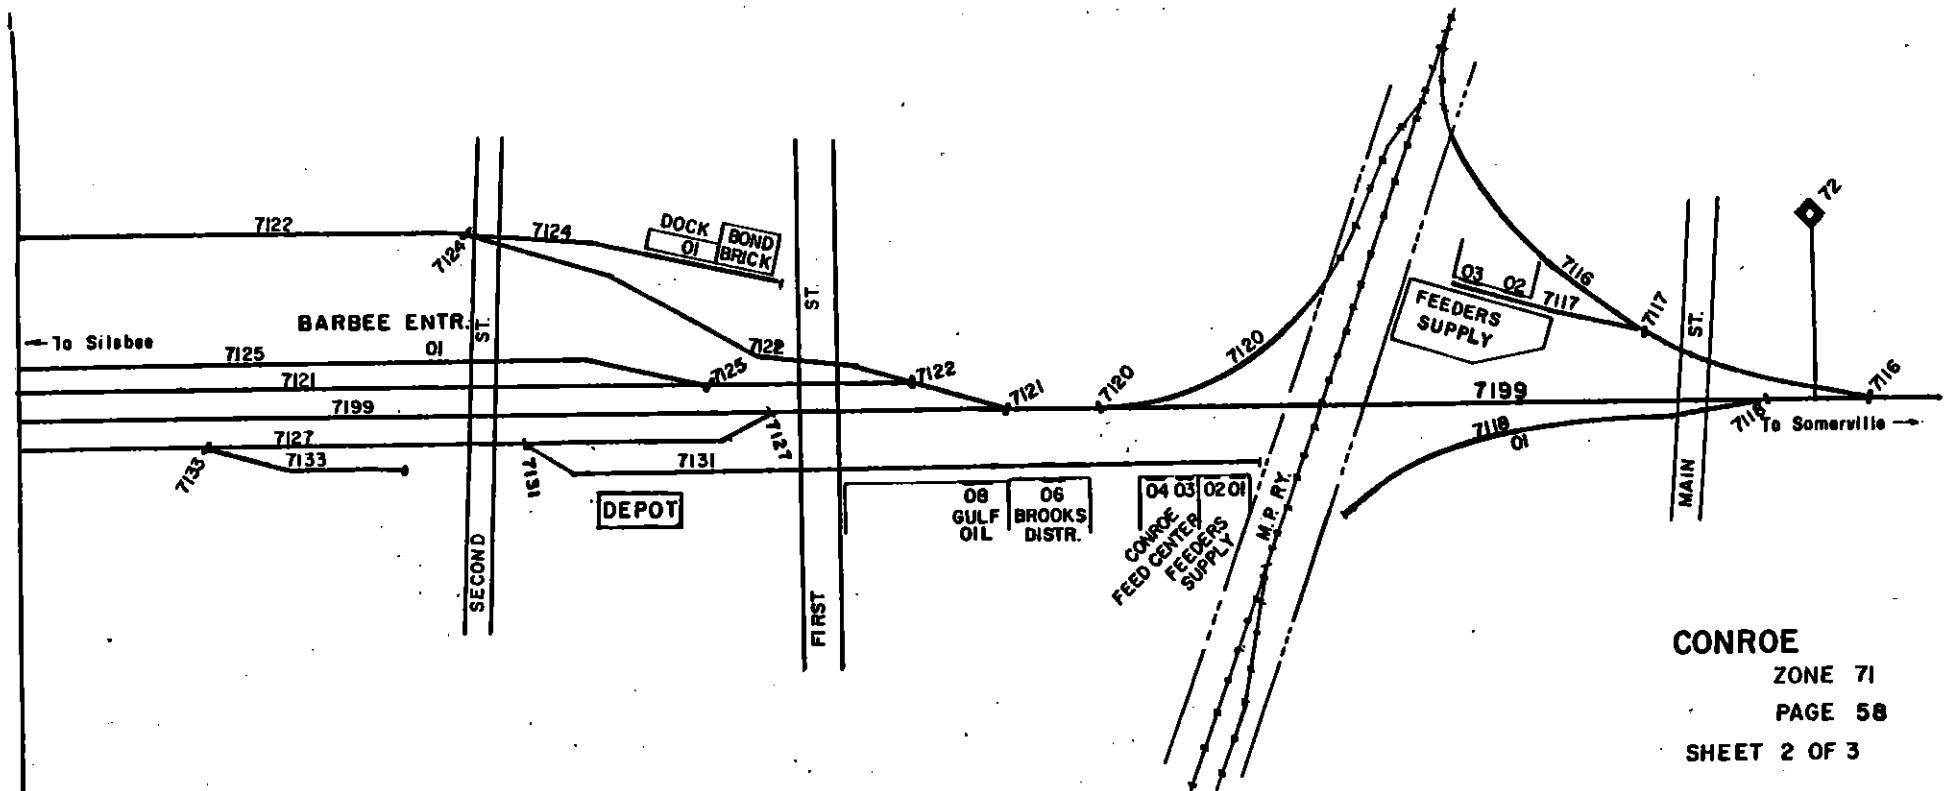 72
7122
7124
7124
DOCK
01
BOND
BRICK
ST.
7116
03
02
7117
7117
FEEDERS
SUPPLY
ST.
BARBEE ENTR.
01
ST.
← To Silsbee
7125
7122
7120
7125
7122
7121
7121
7120
7116
7199
7199
7118
To Somerville →
7118
01
7127
7127
7133
7133
7131
7131
DEPOT
08
GULF
OIL
06
BROOKS
DISTR.
04 03
02 01
CONROE
FEED CENTER
FEEDERS
SUPPLY
M.P. RY.
MAIN
SECOND
FIRST
CONROE
ZONE 71
PAGE 58
SHEET 2 OF 3